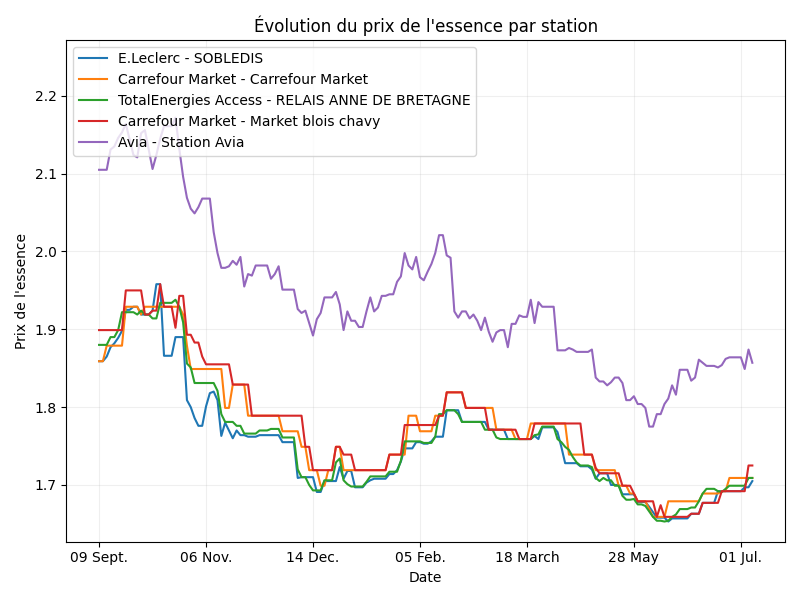 Évolution du prix de l'essence par station
E.Leclerc - SOBLEDIS
Carrefour Market - Carrefour Market
TotalEnergies Access - RELAIS ANNE DE BRETAGNE
Carrefour Market - Market blois chavy
Avia - Station Avia
Prix de l'essence
2.2
2.1
2.0
1.9
1.8
1.7
09 Sept.
06 Nov.
14 Dec.
05 Feb.
18 March
28 May
01 Jul.
Date